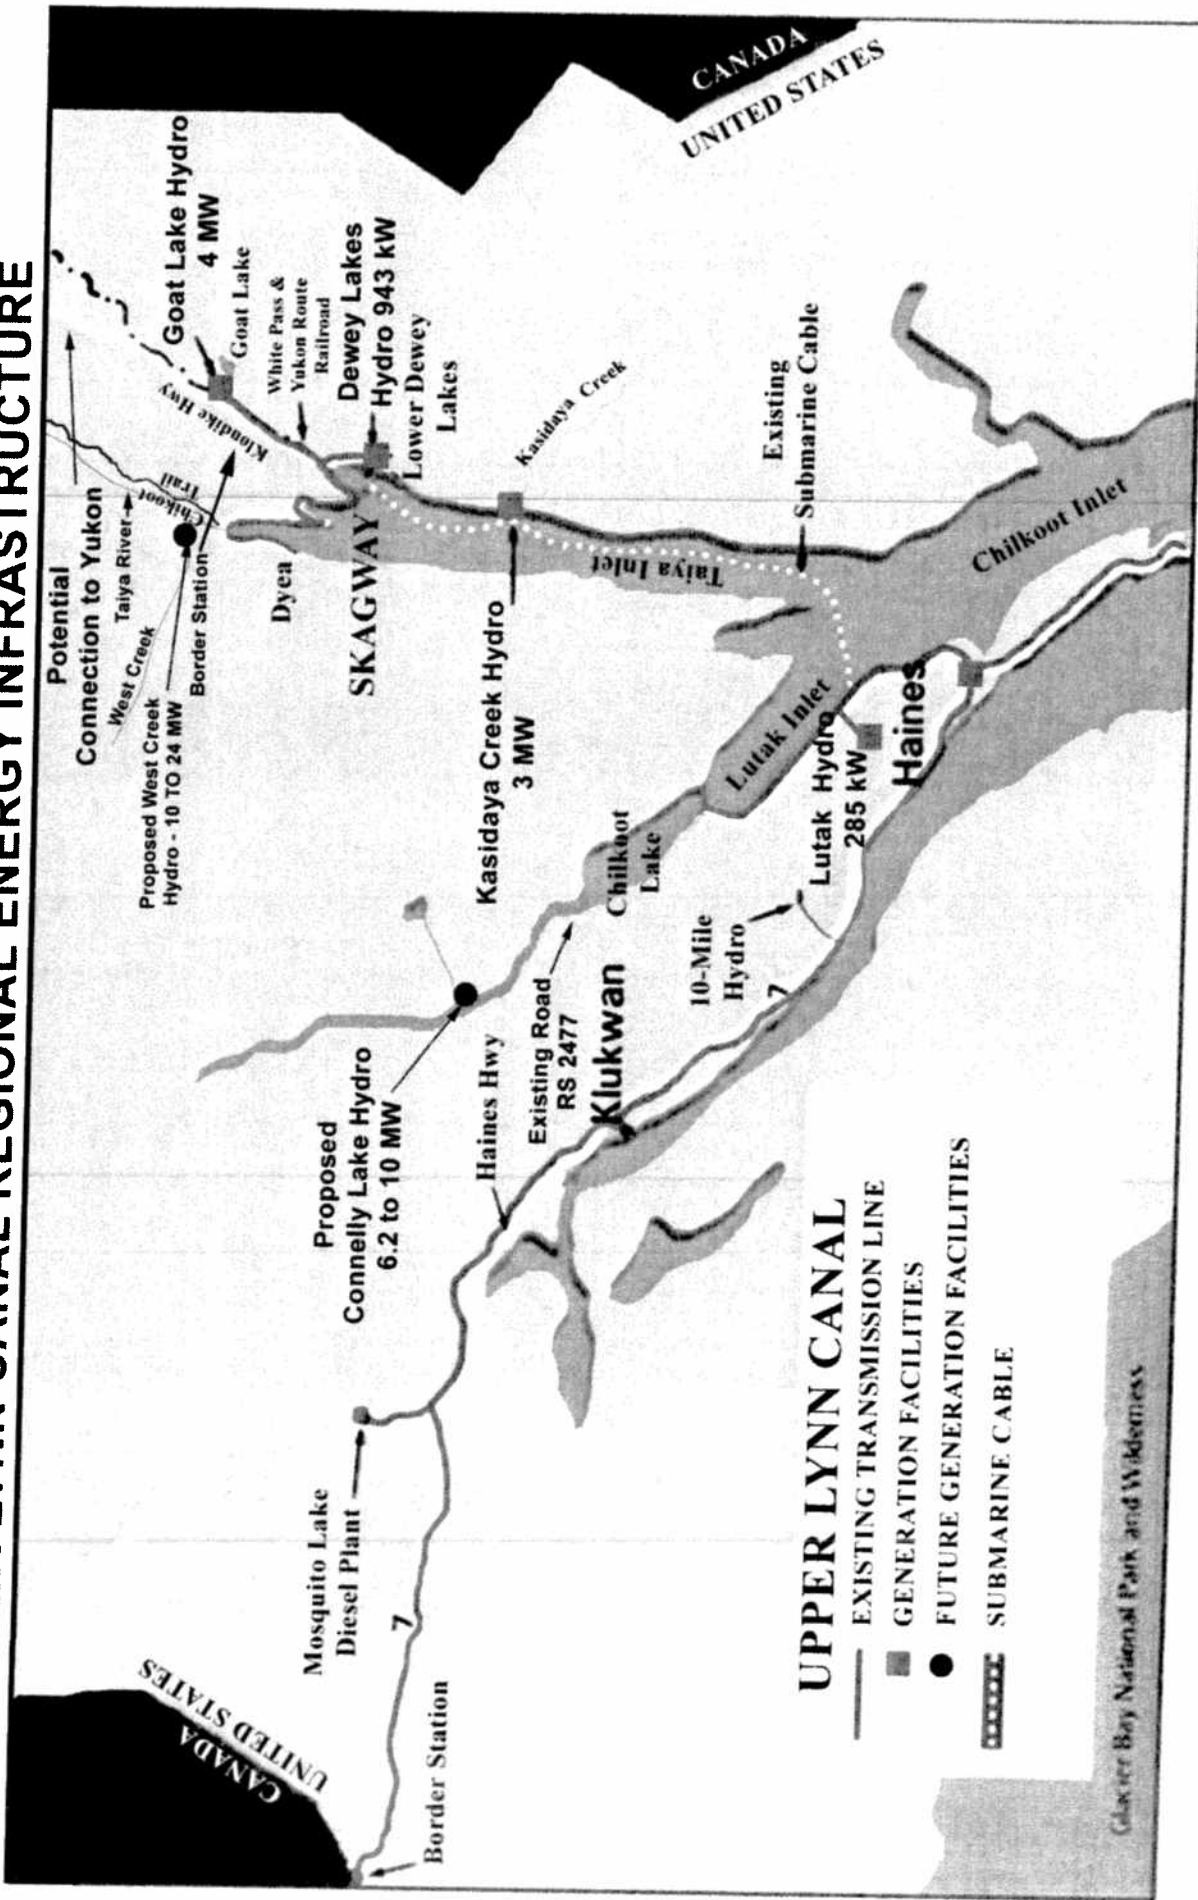 CANAL REGIONAL ENERGY INFRASTRUCTURE
CANADA
UNITED STATES
Border Station
7
Mosquito Lake
Diesel Plant
Proposed
Connelly Lake Hydro
6.2 to 10 MW
Haines Hwy
Existing Road
RS 2477
Klukwan
10-Mile
Hydro
7
Chilkoot
Lake
Lutak Hydro
285 kW
Haines
Lutak Inlet
Kasidaya Creek Hydro
3 MW
Potential
Connection to Yukon
Taiya River
West Creek
Proposed West Creek
Hydro - 10 TO 24 MW
Border Station
Chikoot
Trail
Klondike Hwy
Dyea
SKAGWAY
Taiya Inlet
Goat Lake Hydro
4 MW
Goat Lake
White Pass &
Yukon Route
Railroad
Dewey Lakes
Hydro 943 kW
Lower Dewey
Lakes
Kasidaya Creek
Existing
Submarine Cable
Chilkoot Inlet
CANADA
UNITED STATES
UPPER LYNN CANAL
EXISTING TRANSMISSION LINE
GENERATION FACILITIES
FUTURE GENERATION FACILITIES
SUBMARINE CABLE
Glacier Bay National Park and Wilderness